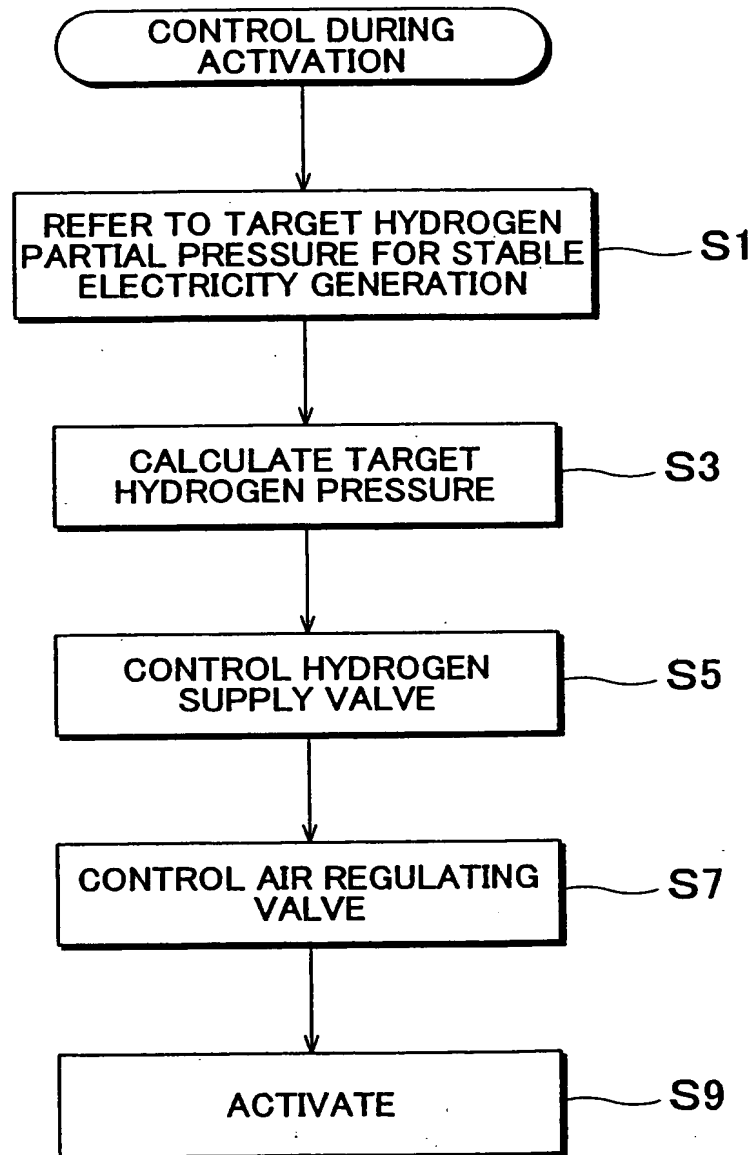 CONTROL DURING
ACTIVATION
REFER TO TARGET HYDROGEN
PARTIAL PRESSURE FOR STABLE
ELECTRICITY GENERATION
S1
CALCULATE TARGET
HYDROGEN PRESSURE
S3
CONTROL HYDROGEN
SUPPLY VALVE
S5
CONTROL AIR REGULATING
VALVE
S7
ACTIVATE
S9